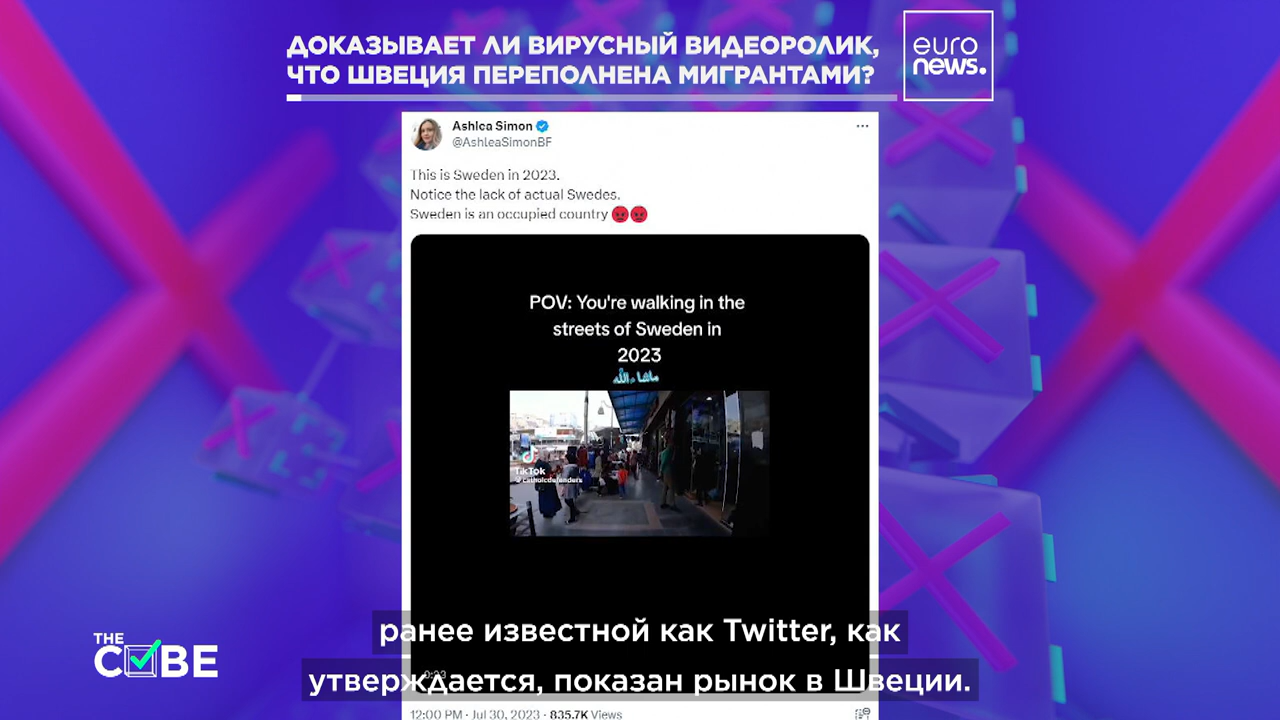 ДОКАЗЫВАЕТ ЛИ ВИРУСНЫЙ ВИДЕОРОЛИК,
ЧТО ШВЕЦИЯ ПЕРЕПОЛНЕНА МИГРАНТАМИ?
euro
news.
Ashlea Simon
@AshleaSimonBF
This is Sweden in 2023.
Notice the lack of actual Swedes.
Sweden is an occupied country 😡😡
POV: You're walking in the
streets of Sweden in
2023
ماشاءالله
TikTok
ранее известной как Twitter, как
утверждается, показан рынок в Швеции.
THE
CUBE
12:00 PM · Jul 30, 2023 · 835.7K Views